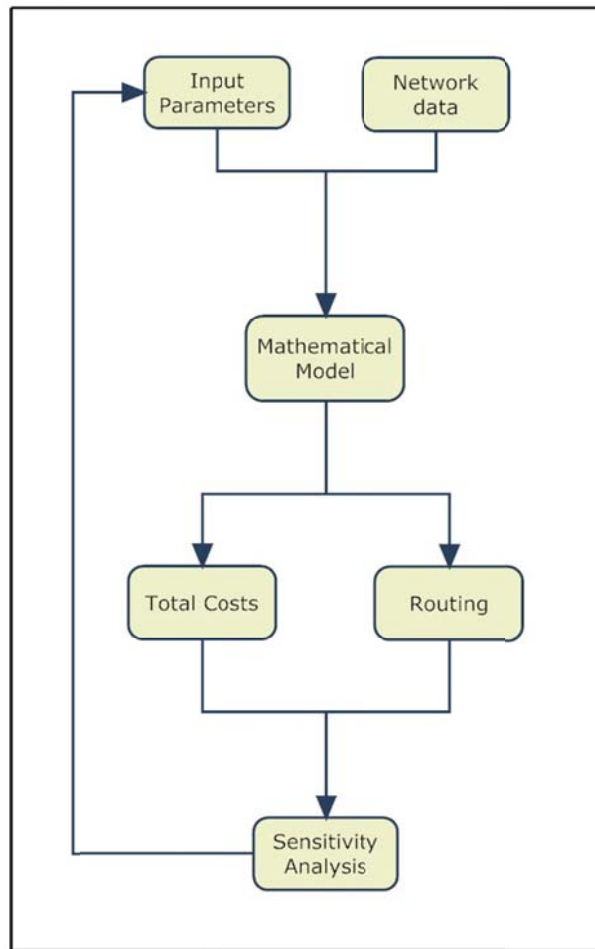 Input
Parameters
Network
data
Mathematical
Model
Total Costs
Routing
Sensitivity
Analysis